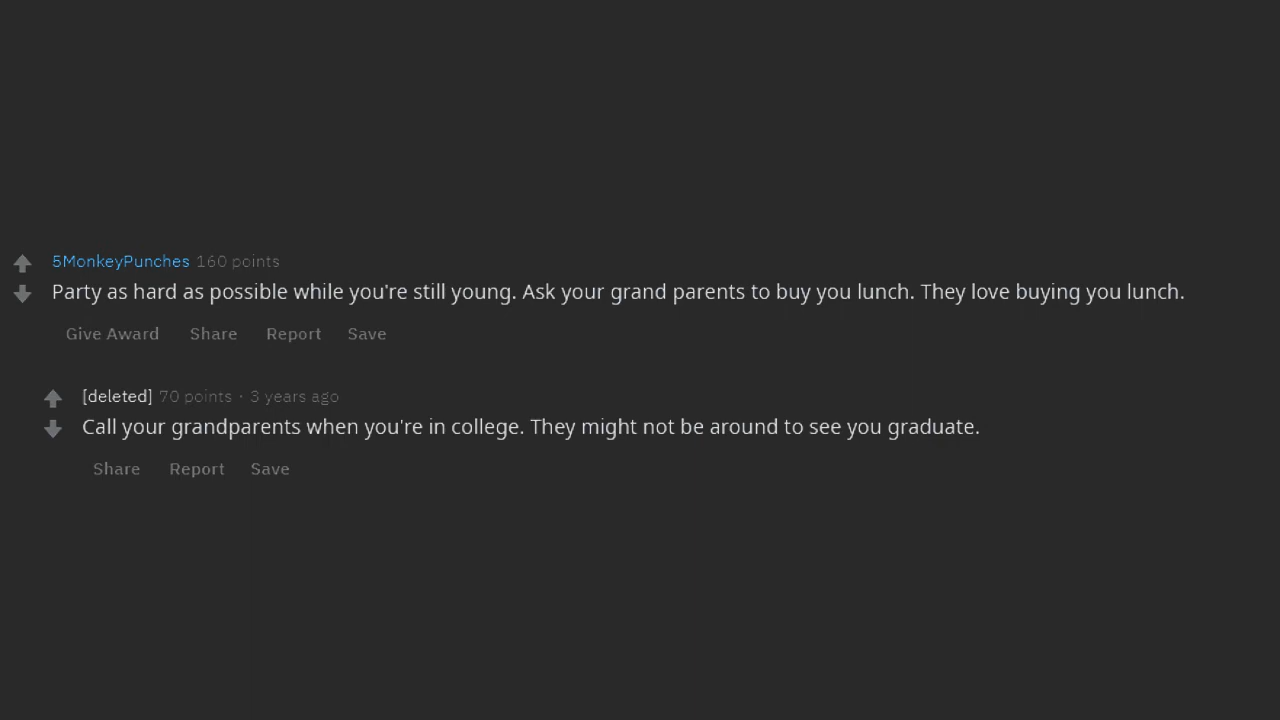 5MonkeyPunches 160 points
Party as hard as possible while you're still young. Ask your grand parents to buy you lunch. They love buying you lunch.
Give Award Share Report Save
[deleted] 70 points · 3 years ago
Call your grandparents when you're in college. They might not be around to see you graduate.
Share Report Save